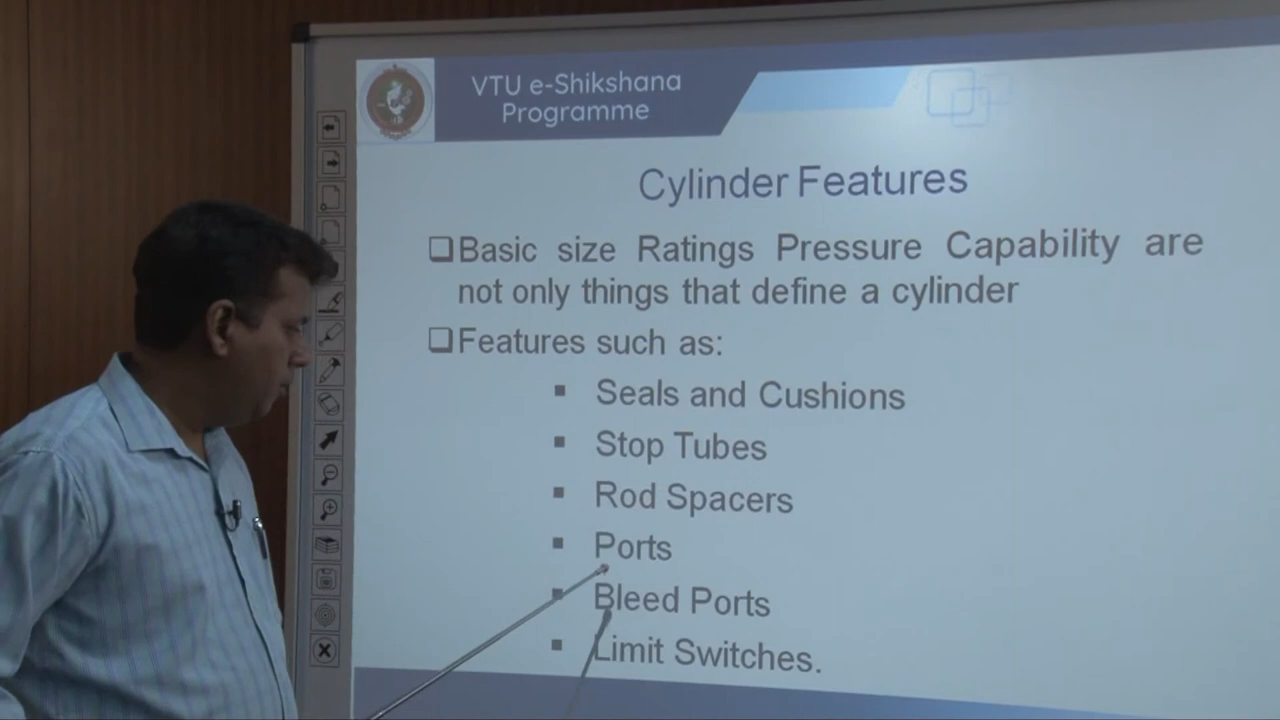 VTU e-Shikshana
Programme
Cylinder Features
❑Basic size Ratings Pressure Capability are
not only things that define a cylinder
❑Features such as:
▪ Seals and Cushions
▪ Stop Tubes
▪ Rod Spacers
▪ Ports
▪ Bleed Ports
▪ Limit Switches.